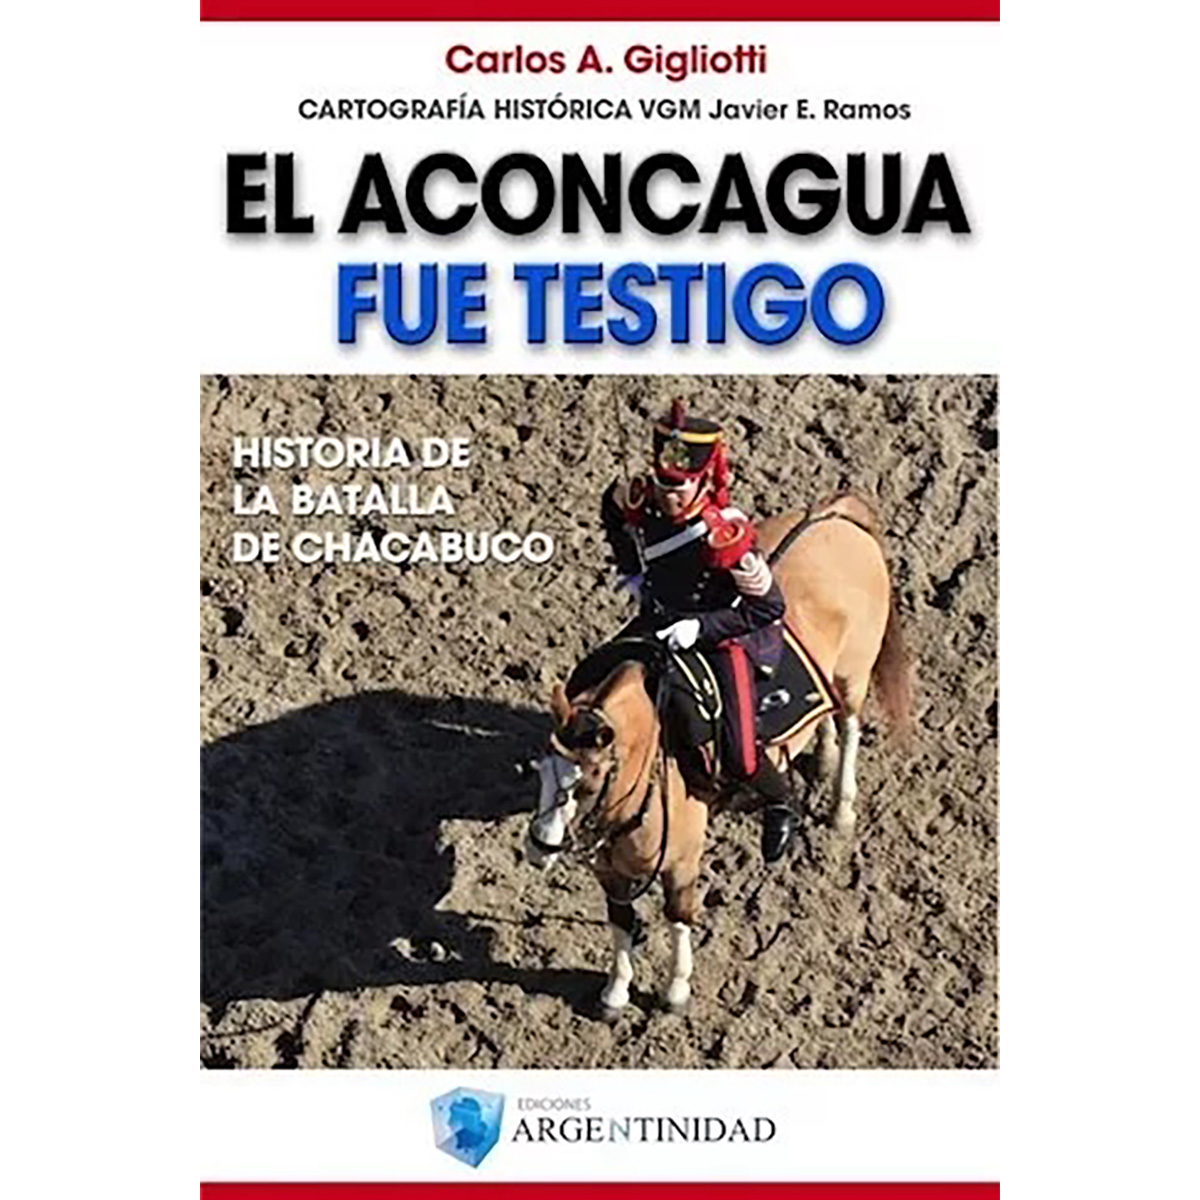 Carlos A. Gigliotti
CARTOGRAFÍA HISTÓRICA VGM Javier E. Ramos
EL ACONCAGUA
FUE TESTIGO
HISTORIA DE
LA BATALLA
DE CHACABUCO
EDICIONES
ARGENTINIDAD